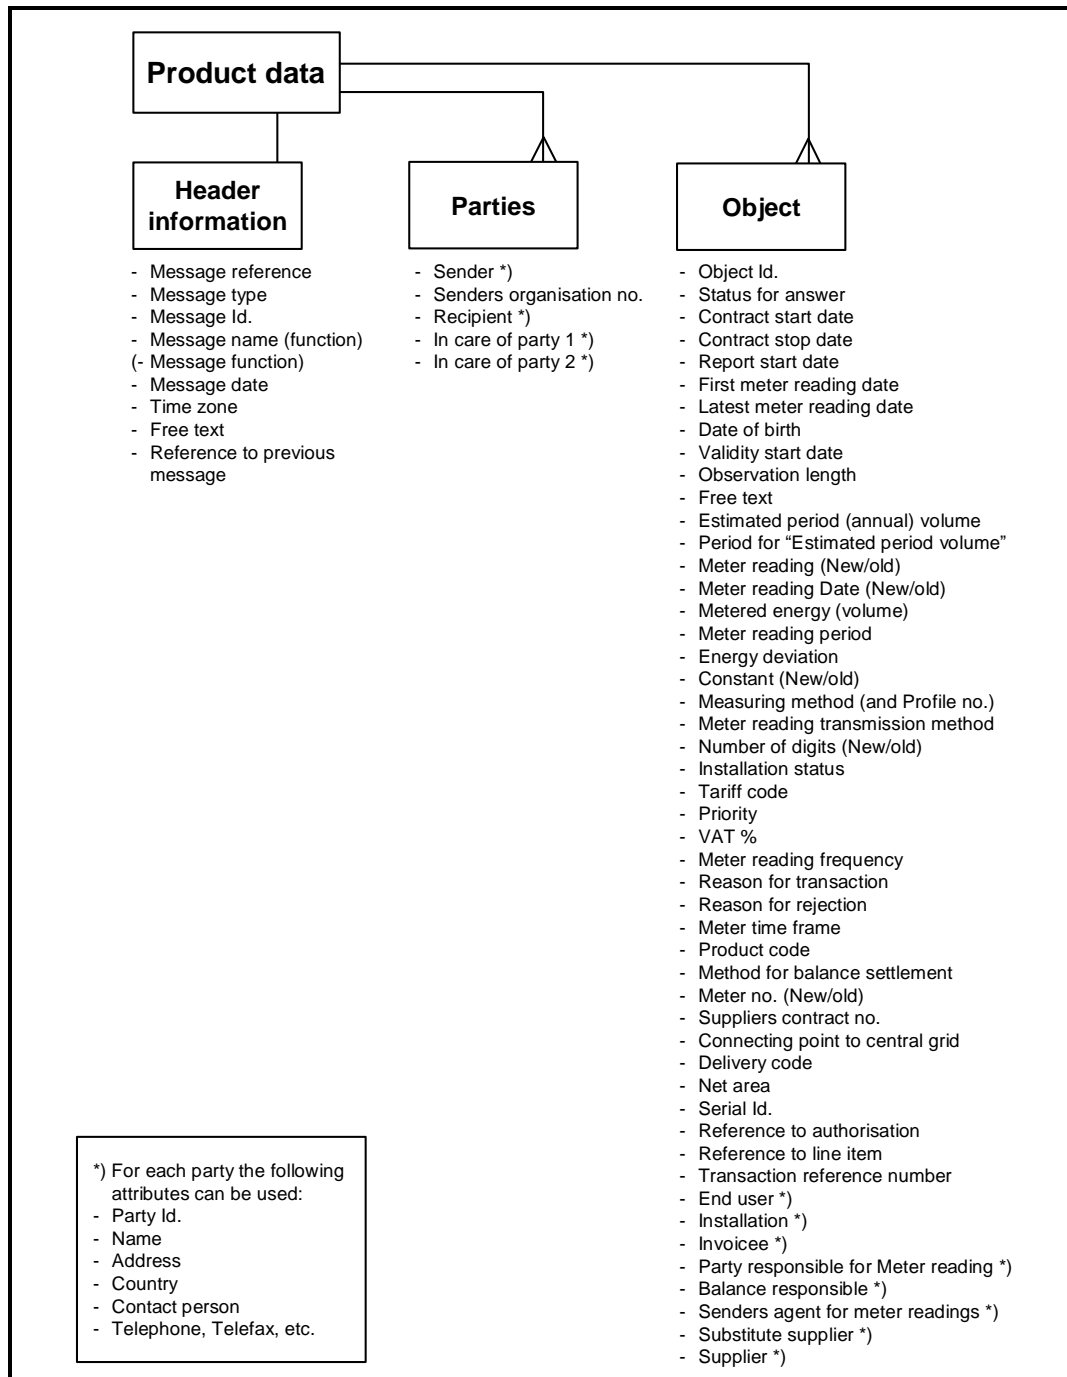 Product data
Header
information
- Message reference
- Message type
- Message Id.
- Message name (function)
(- Message function)
- Message date
- Time zone
- Free text
- Reference to previous
message
Parties
- Sender *)
- Senders organisation no.
- Recipient *)
- In care of party 1 *)
- In care of party 2 *)
Object
- Object Id.
- Status for answer
- Contract start date
- Contract stop date
- Report start date
- First meter reading date
- Latest meter reading date
- Date of birth
- Validity start date
- Observation length
- Free text
- Estimated period (annual) volume
- Period for “Estimated period volume”
- Meter reading (New/old)
- Meter reading Date (New/old)
- Metered energy (volume)
- Meter reading period
- Energy deviation
- Constant (New/old)
- Measuring method (and Profile no.)
- Meter reading transmission method
- Number of digits (New/old)
- Installation status
- Tariff code
- Priority
- VAT %
- Meter reading frequency
- Reason for transaction
- Reason for rejection
- Meter time frame
- Product code
- Method for balance settlement
- Meter no. (New/old)
- Suppliers contract no.
- Connecting point to central grid
- Delivery code
- Net area
- Serial Id.
- Reference to authorisation
- Reference to line item
- Transaction reference number
- End user *)
- Installation *)
- Invoicee *)
- Party responsible for Meter reading *)
- Balance responsible *)
- Senders agent for meter readings *)
- Substitute supplier *)
- Supplier *)
*) For each party the following
attributes can be used:
- Party Id.
- Name
- Address
- Country
- Contact person
- Telephone, Telefax, etc.